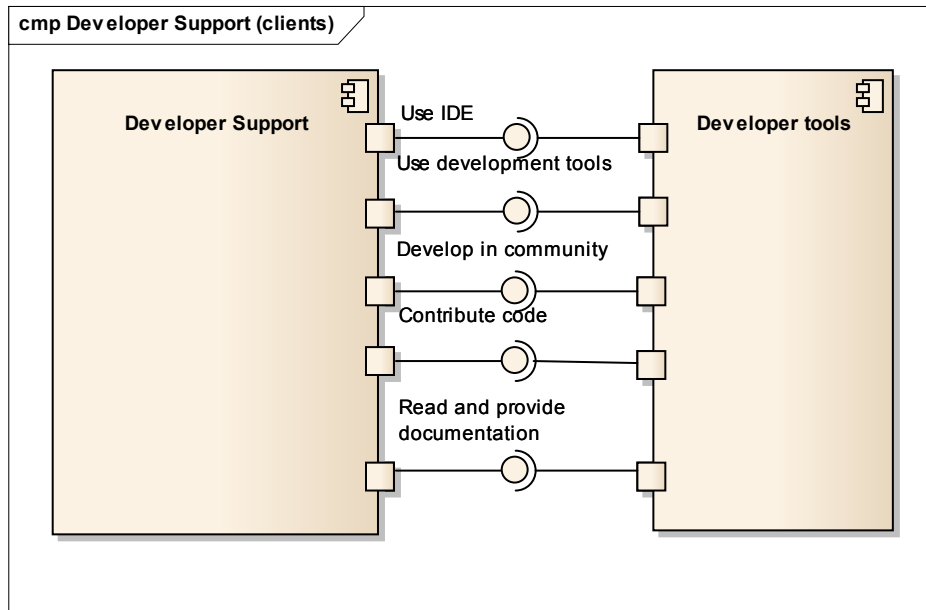 cmp Developer Support (clients)
Developer Support
Developer tools
Use IDE
Use development tools
Develop in community
Contribute code
Read and provide
documentation